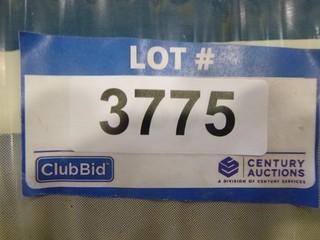 LOT #
3775
ClubBid
CENTURY
AUCTIONS
A DIVISION OF CENTURY SERVICES